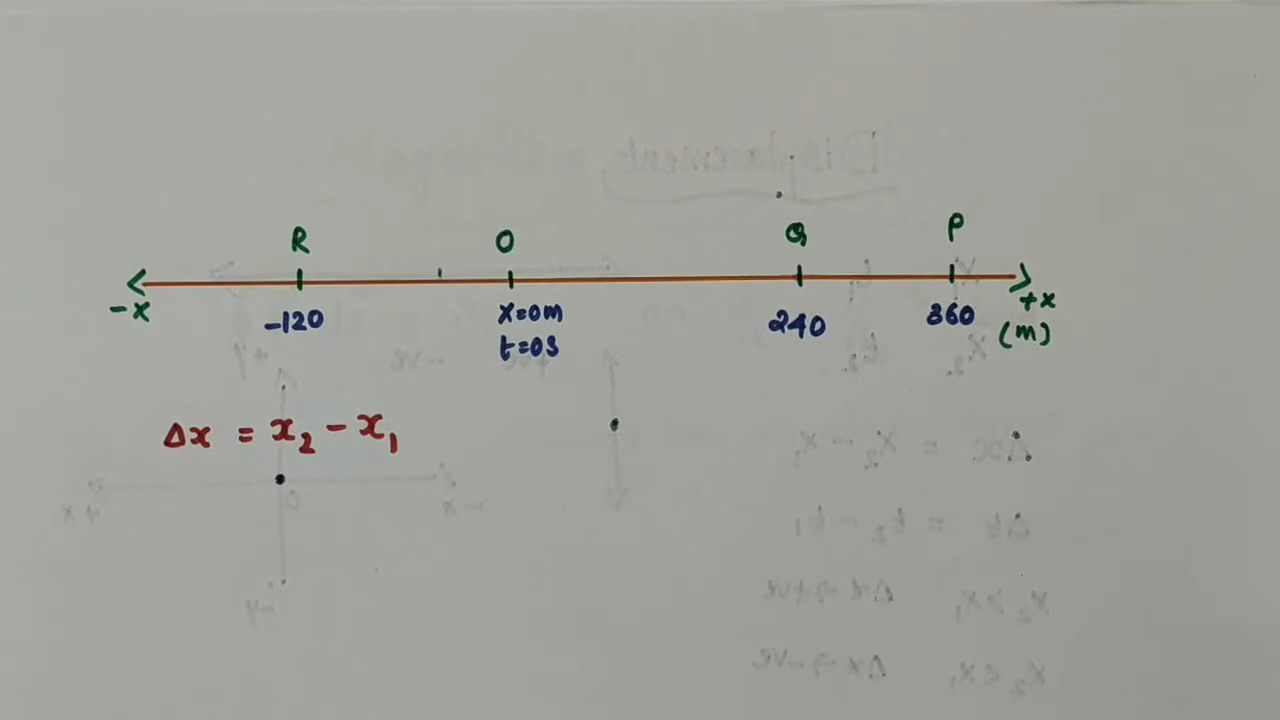 R O Q P
-x -120 x=0m 240 360 +x
t=0s (m)
Δx = x₂ - x₁